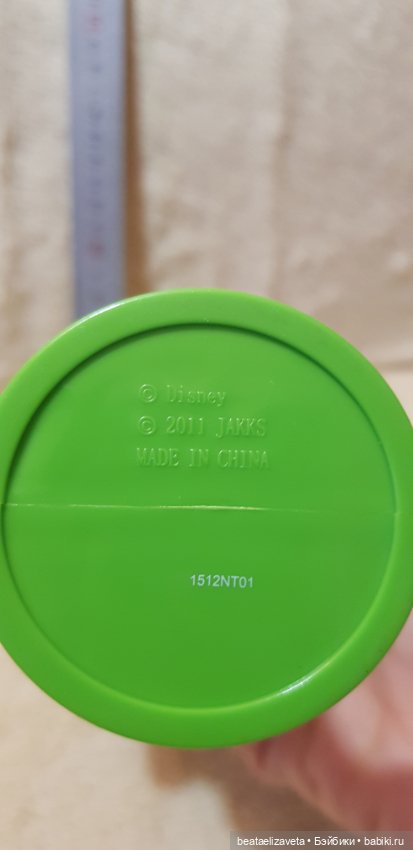 © Disney
© 2011 JAKKS
MADE IN CHINA
1512NT01
beataelizaveta • Бэйбики • babiki.ru